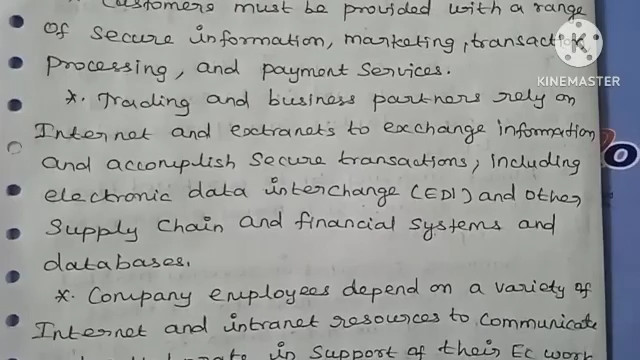 Customers must be provided with a range
of secure information, marketing, transaction
processing, and payment services.
*. Trading and business partners rely on
Internet and extranets to exchange information
and accomplish secure transactions, including
electronic data interchange (EDI) and other
supply chain and financial systems and
databases.
*. Company employees depend on a variety of
Internet and intranet resources to communicate
in support of their EC work
KINEMASTER